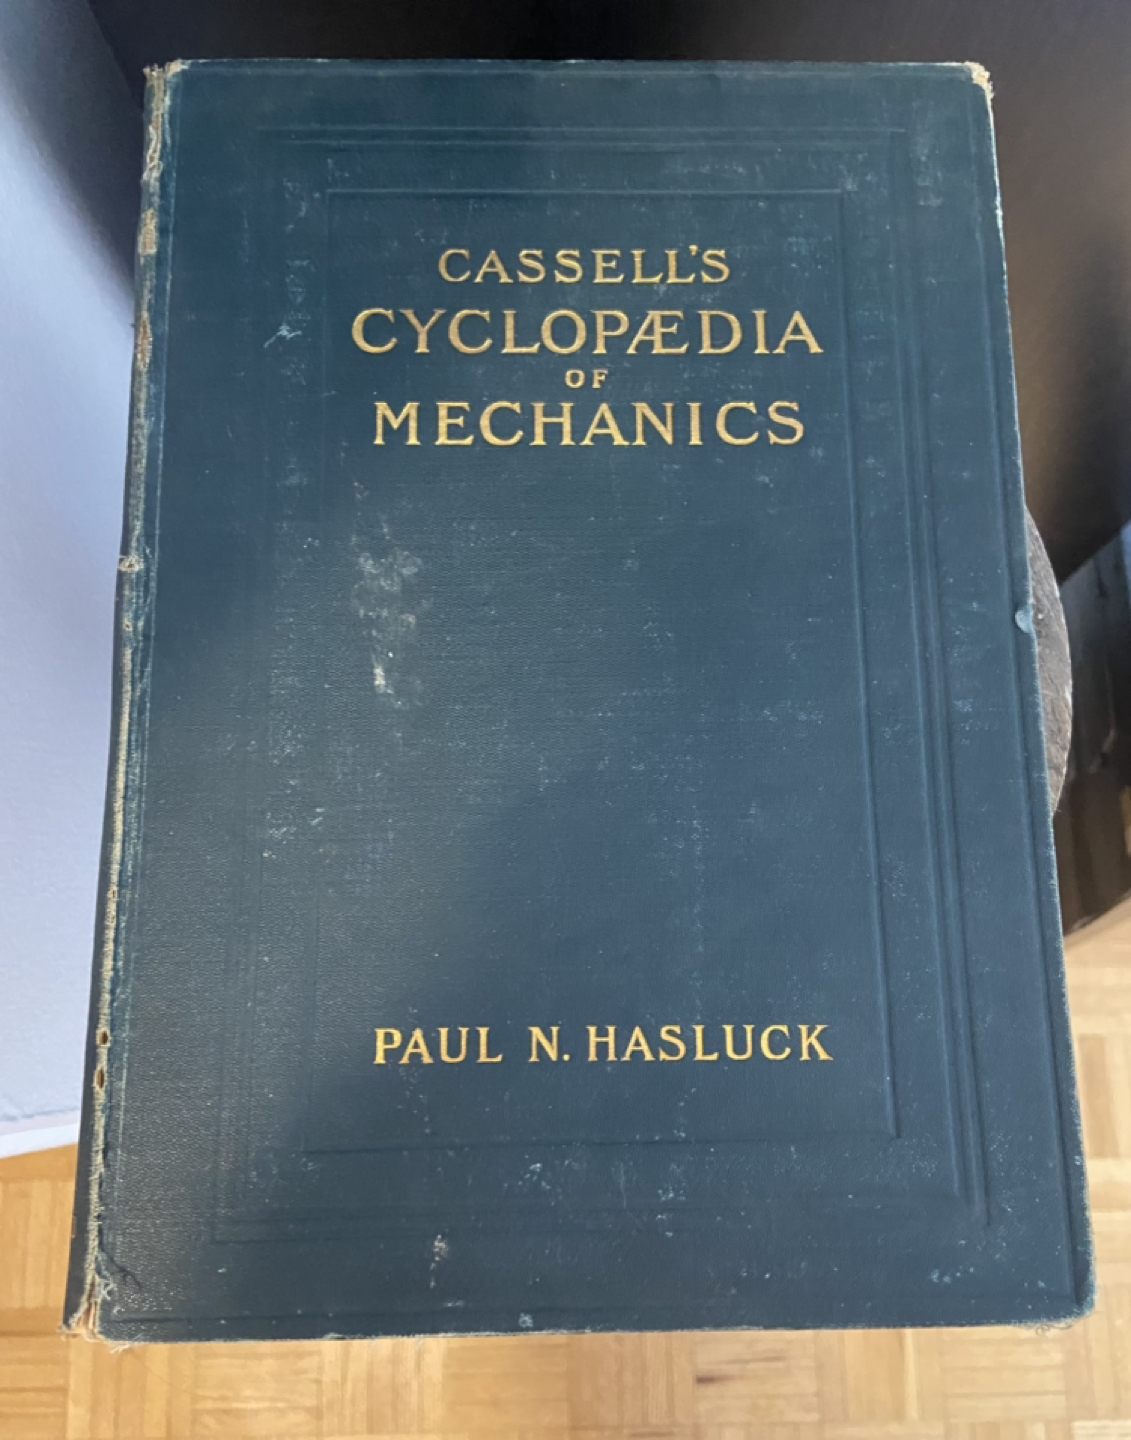 CASSELL'S
CYCLOPÆDIA
OF
MECHANICS
PAUL N. HASLUCK